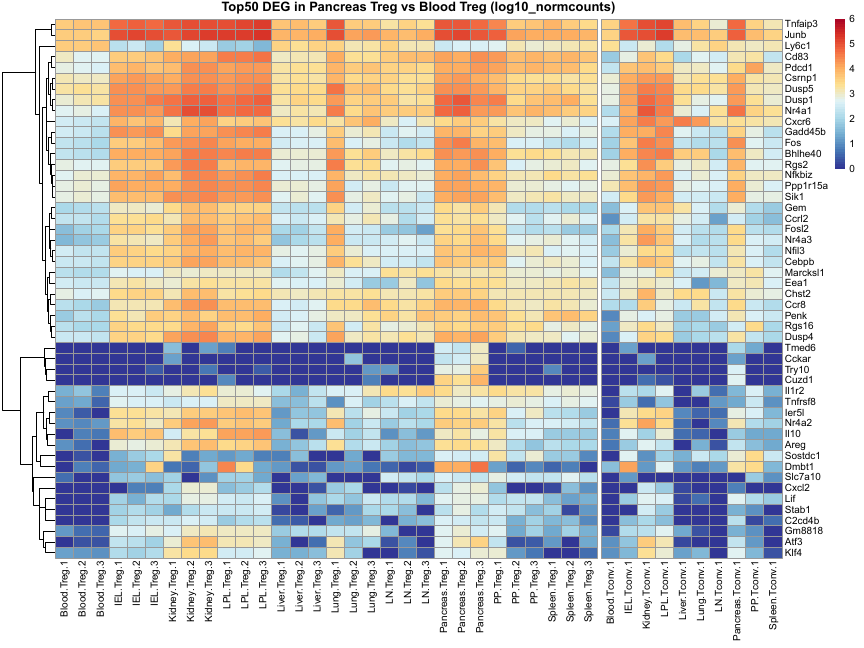 Top50 DEG in Pancreas Treg vs Blood Treg (log10_normcounts)
Tnfaip3
Junb
Ly6c1
Cd83
Pdcd1
Csrnp1
Dusp5
Dusp1
Nr4a1
Cxcr6
Gadd45b
Fos
Bhlhe40
Rgs2
Nfkbiz
Ppp1r15a
Sik1
Gem
Ccrl2
Fosl2
Nr4a3
Nfil3
Cebpb
Marcksl1
Eea1
Chst2
Ccr8
Penk
Rgs16
Dusp4
Tmed6
Cckar
Try10
Cuzd1
Il1r2
Tnfrsf8
Ier5l
Nr4a2
Il10
Areg
Sostdc1
Dmbt1
Slc7a10
Cxcl2
Lif
Stab1
C2cd4b
Gm8818
Atf3
Klf4
6
5
4
3
2
1
0
Blood.Treg.1
Blood.Treg.2
Blood.Treg.3
IEL.Treg.1
IEL.Treg.2
IEL.Treg.3
Kidney.Treg.1
Kidney.Treg.2
Kidney.Treg.3
LPL.Treg.1
LPL.Treg.2
LPL.Treg.3
Liver.Treg.1
Liver.Treg.2
Liver.Treg.3
Lung.Treg.1
Lung.Treg.2
Lung.Treg.3
LN.Treg.1
LN.Treg.2
LN.Treg.3
Pancreas.Treg.1
Pancreas.Treg.2
Pancreas.Treg.3
PP.Treg.1
PP.Treg.2
PP.Treg.3
Spleen.Treg.1
Spleen.Treg.2
Spleen.Treg.3
Blood.Tconv.1
IEL.Tconv.1
Kidney.Tconv.1
LPL.Tconv.1
Liver.Tconv.1
Lung.Tconv.1
LN.Tconv.1
Pancreas.Tconv.1
PP.Tconv.1
Spleen.Tconv.1